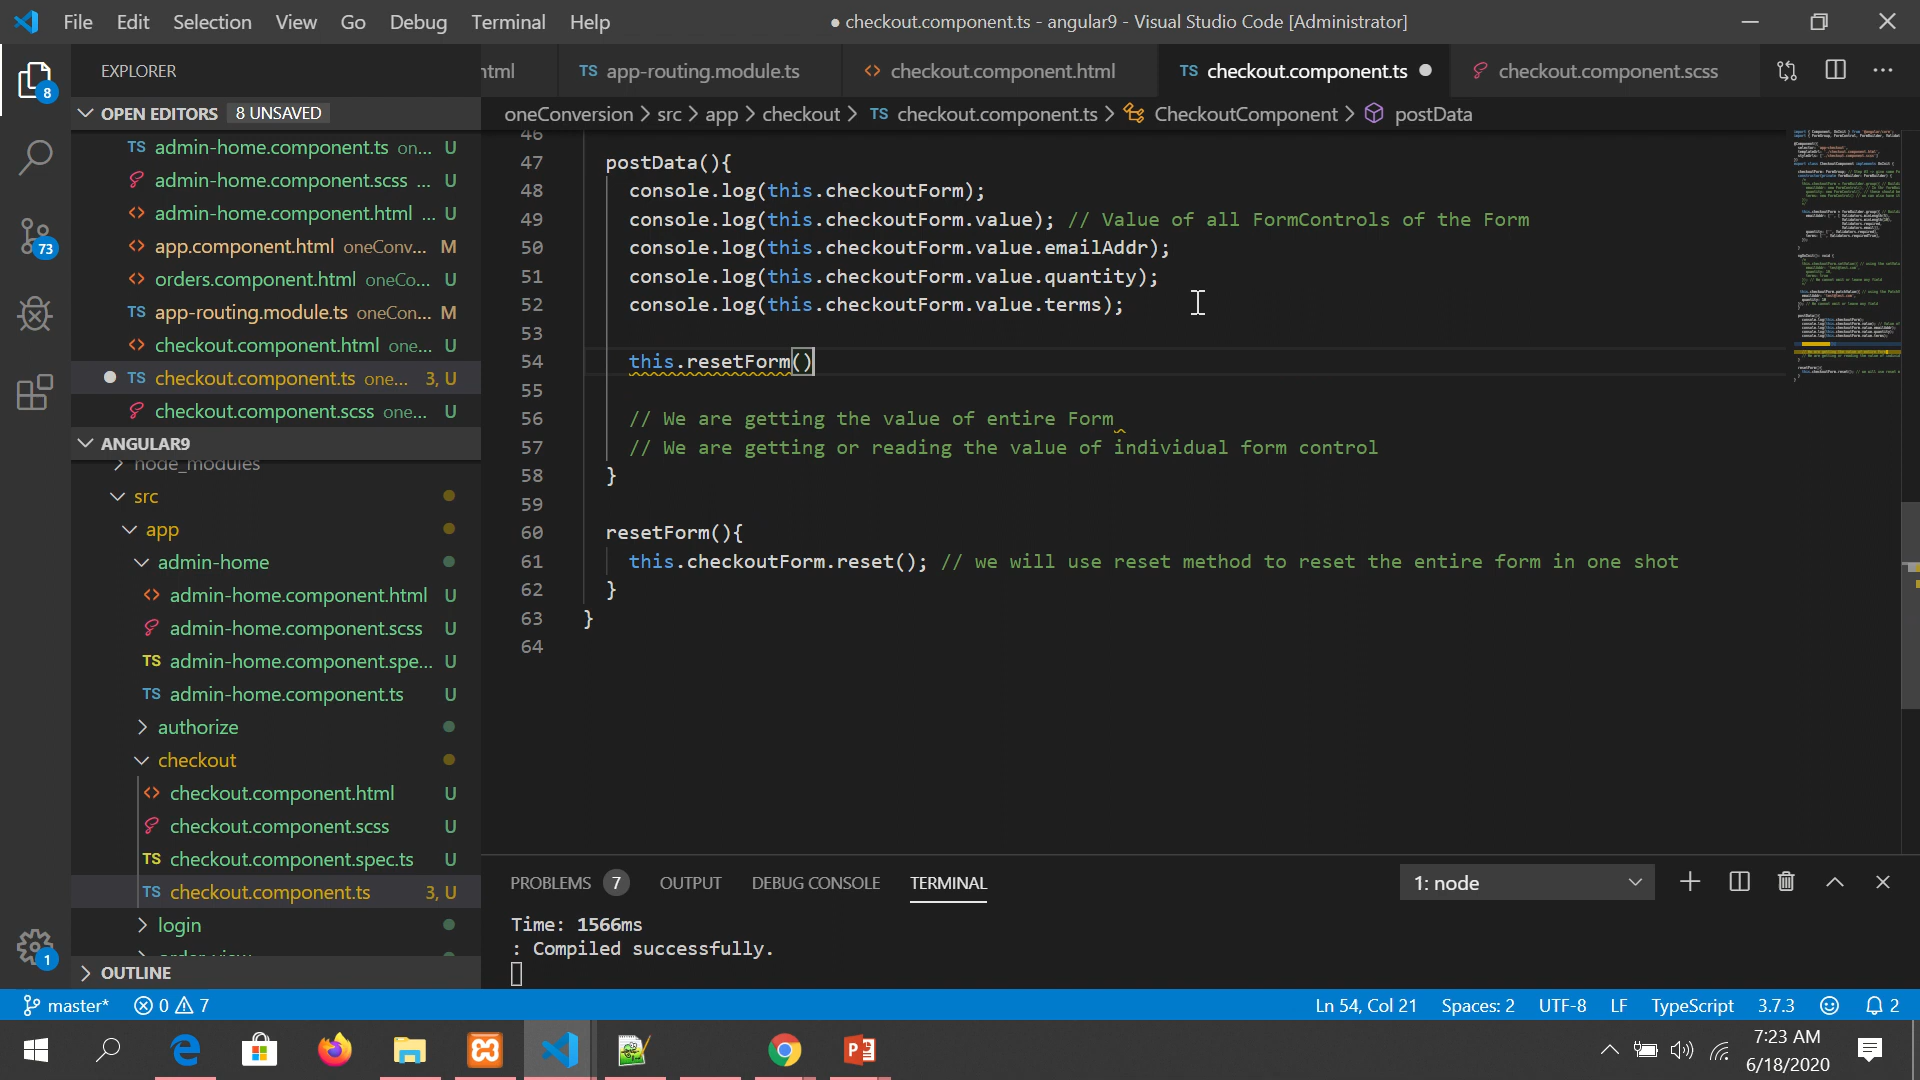 File Edit Selection View Go Debug Terminal Help
● checkout.component.ts - angular9 - Visual Studio Code [Administrator]
EXPLORER
html
TS app-routing.module.ts
<> checkout.component.html
TS checkout.component.ts ●
checkout.component.scss
OPEN EDITORS 8 UNSAVED
oneConversion > src > app > checkout > TS checkout.component.ts > CheckoutComponent > postData
TS admin-home.component.ts on... U
admin-home.component.scss ... U
<> admin-home.component.html ... U
<> app.component.html oneConv... M
<> orders.component.html oneCo... U
TS app-routing.module.ts oneCon... M
<> checkout.component.html one... U
● TS checkout.component.ts one... 3, U
checkout.component.scss one... U
ANGULAR9
node_modules
src
app
admin-home
<> admin-home.component.html U
admin-home.component.scss U
TS admin-home.component.spe... U
TS admin-home.component.ts U
authorize
checkout
<> checkout.component.html U
checkout.component.scss U
TS checkout.component.spec.ts U
TS checkout.component.ts 3, U
login
order-view
OUTLINE
8
73
1
46
47 postData(){
48 console.log(this.checkoutForm);
49 console.log(this.checkoutForm.value); // Value of all FormControls of the Form
50 console.log(this.checkoutForm.value.emailAddr);
51 console.log(this.checkoutForm.value.quantity);
52 console.log(this.checkoutForm.value.terms);
53
54 this.resetForm()
55
56 // We are getting the value of entire Form
57 // We are getting or reading the value of individual form control
58 }
59
60 resetForm(){
61 this.checkoutForm.reset(); // we will use reset method to reset the entire form in one shot
62 }
63 }
64
PROBLEMS 7 OUTPUT DEBUG CONSOLE TERMINAL
1: node
Time: 1566ms
: Compiled successfully.
master* 0 7
Ln 54, Col 21 Spaces: 2 UTF-8 LF TypeScript 3.7.3 2
7:23 AM
6/18/2020